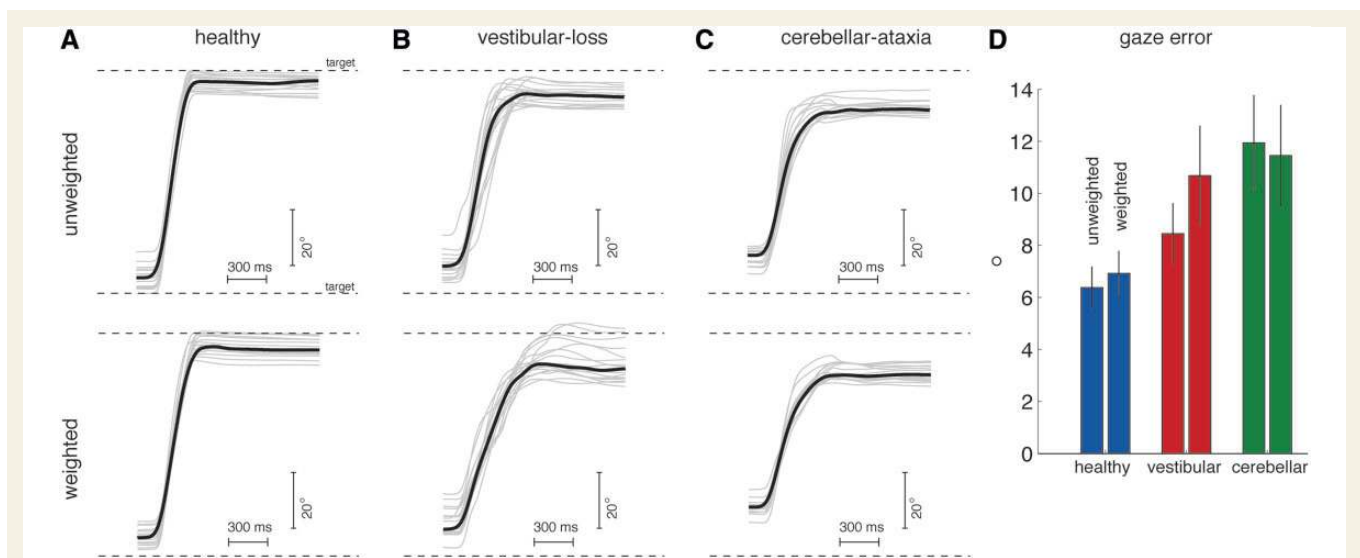 A healthy
B vestibular-loss
C cerebellar-ataxia
D gaze error
unweighted
target
20°
300 ms
target
20°
300 ms
20°
300 ms
weighted
20°
300 ms
20°
300 ms
20°
300 ms
14
12
10
8
6
4
2
0
°
unweighted
weighted
healthy
vestibular
cerebellar